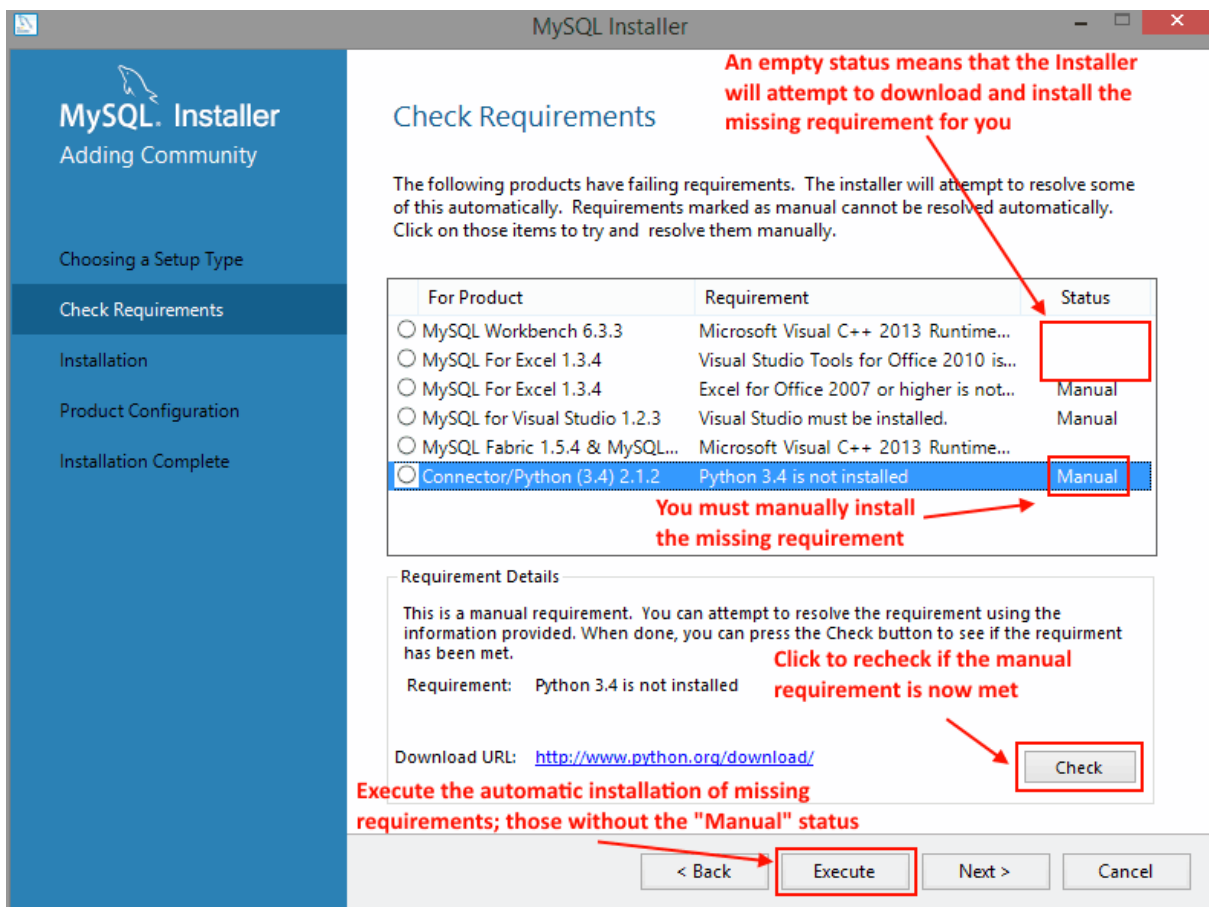 MySQL Installer
An empty status means that the Installer
will attempt to download and install the
missing requirement for you
MySQL. Installer
Adding Community
Check Requirements
The following products have failing requirements. The installer will attempt to resolve some
of this automatically. Requirements marked as manual cannot be resolved automatically.
Click on those items to try and resolve them manually.
Choosing a Setup Type
Check Requirements
Installation
Product Configuration
Installation Complete
For Product Requirement Status
MySQL Workbench 6.3.3 Microsoft Visual C++ 2013 Runtime...
MySQL For Excel 1.3.4 Visual Studio Tools for Office 2010 is...
MySQL For Excel 1.3.4 Excel for Office 2007 or higher is not... Manual
MySQL for Visual Studio 1.2.3 Visual Studio must be installed. Manual
MySQL Fabric 1.5.4 & MySQL... Microsoft Visual C++ 2013 Runtime...
Connector/Python (3.4) 2.1.2 Python 3.4 is not installed Manual
You must manually install
the missing requirement
Requirement Details
This is a manual requirement. You can attempt to resolve the requirement using the
information provided. When done, you can press the Check button to see if the requirment
has been met.
Click to recheck if the manual
requirement is now met
Requirement: Python 3.4 is not installed
Download URL: http://www.python.org/download/
Check
Execute the automatic installation of missing
requirements; those without the "Manual" status
< Back Execute Next > Cancel